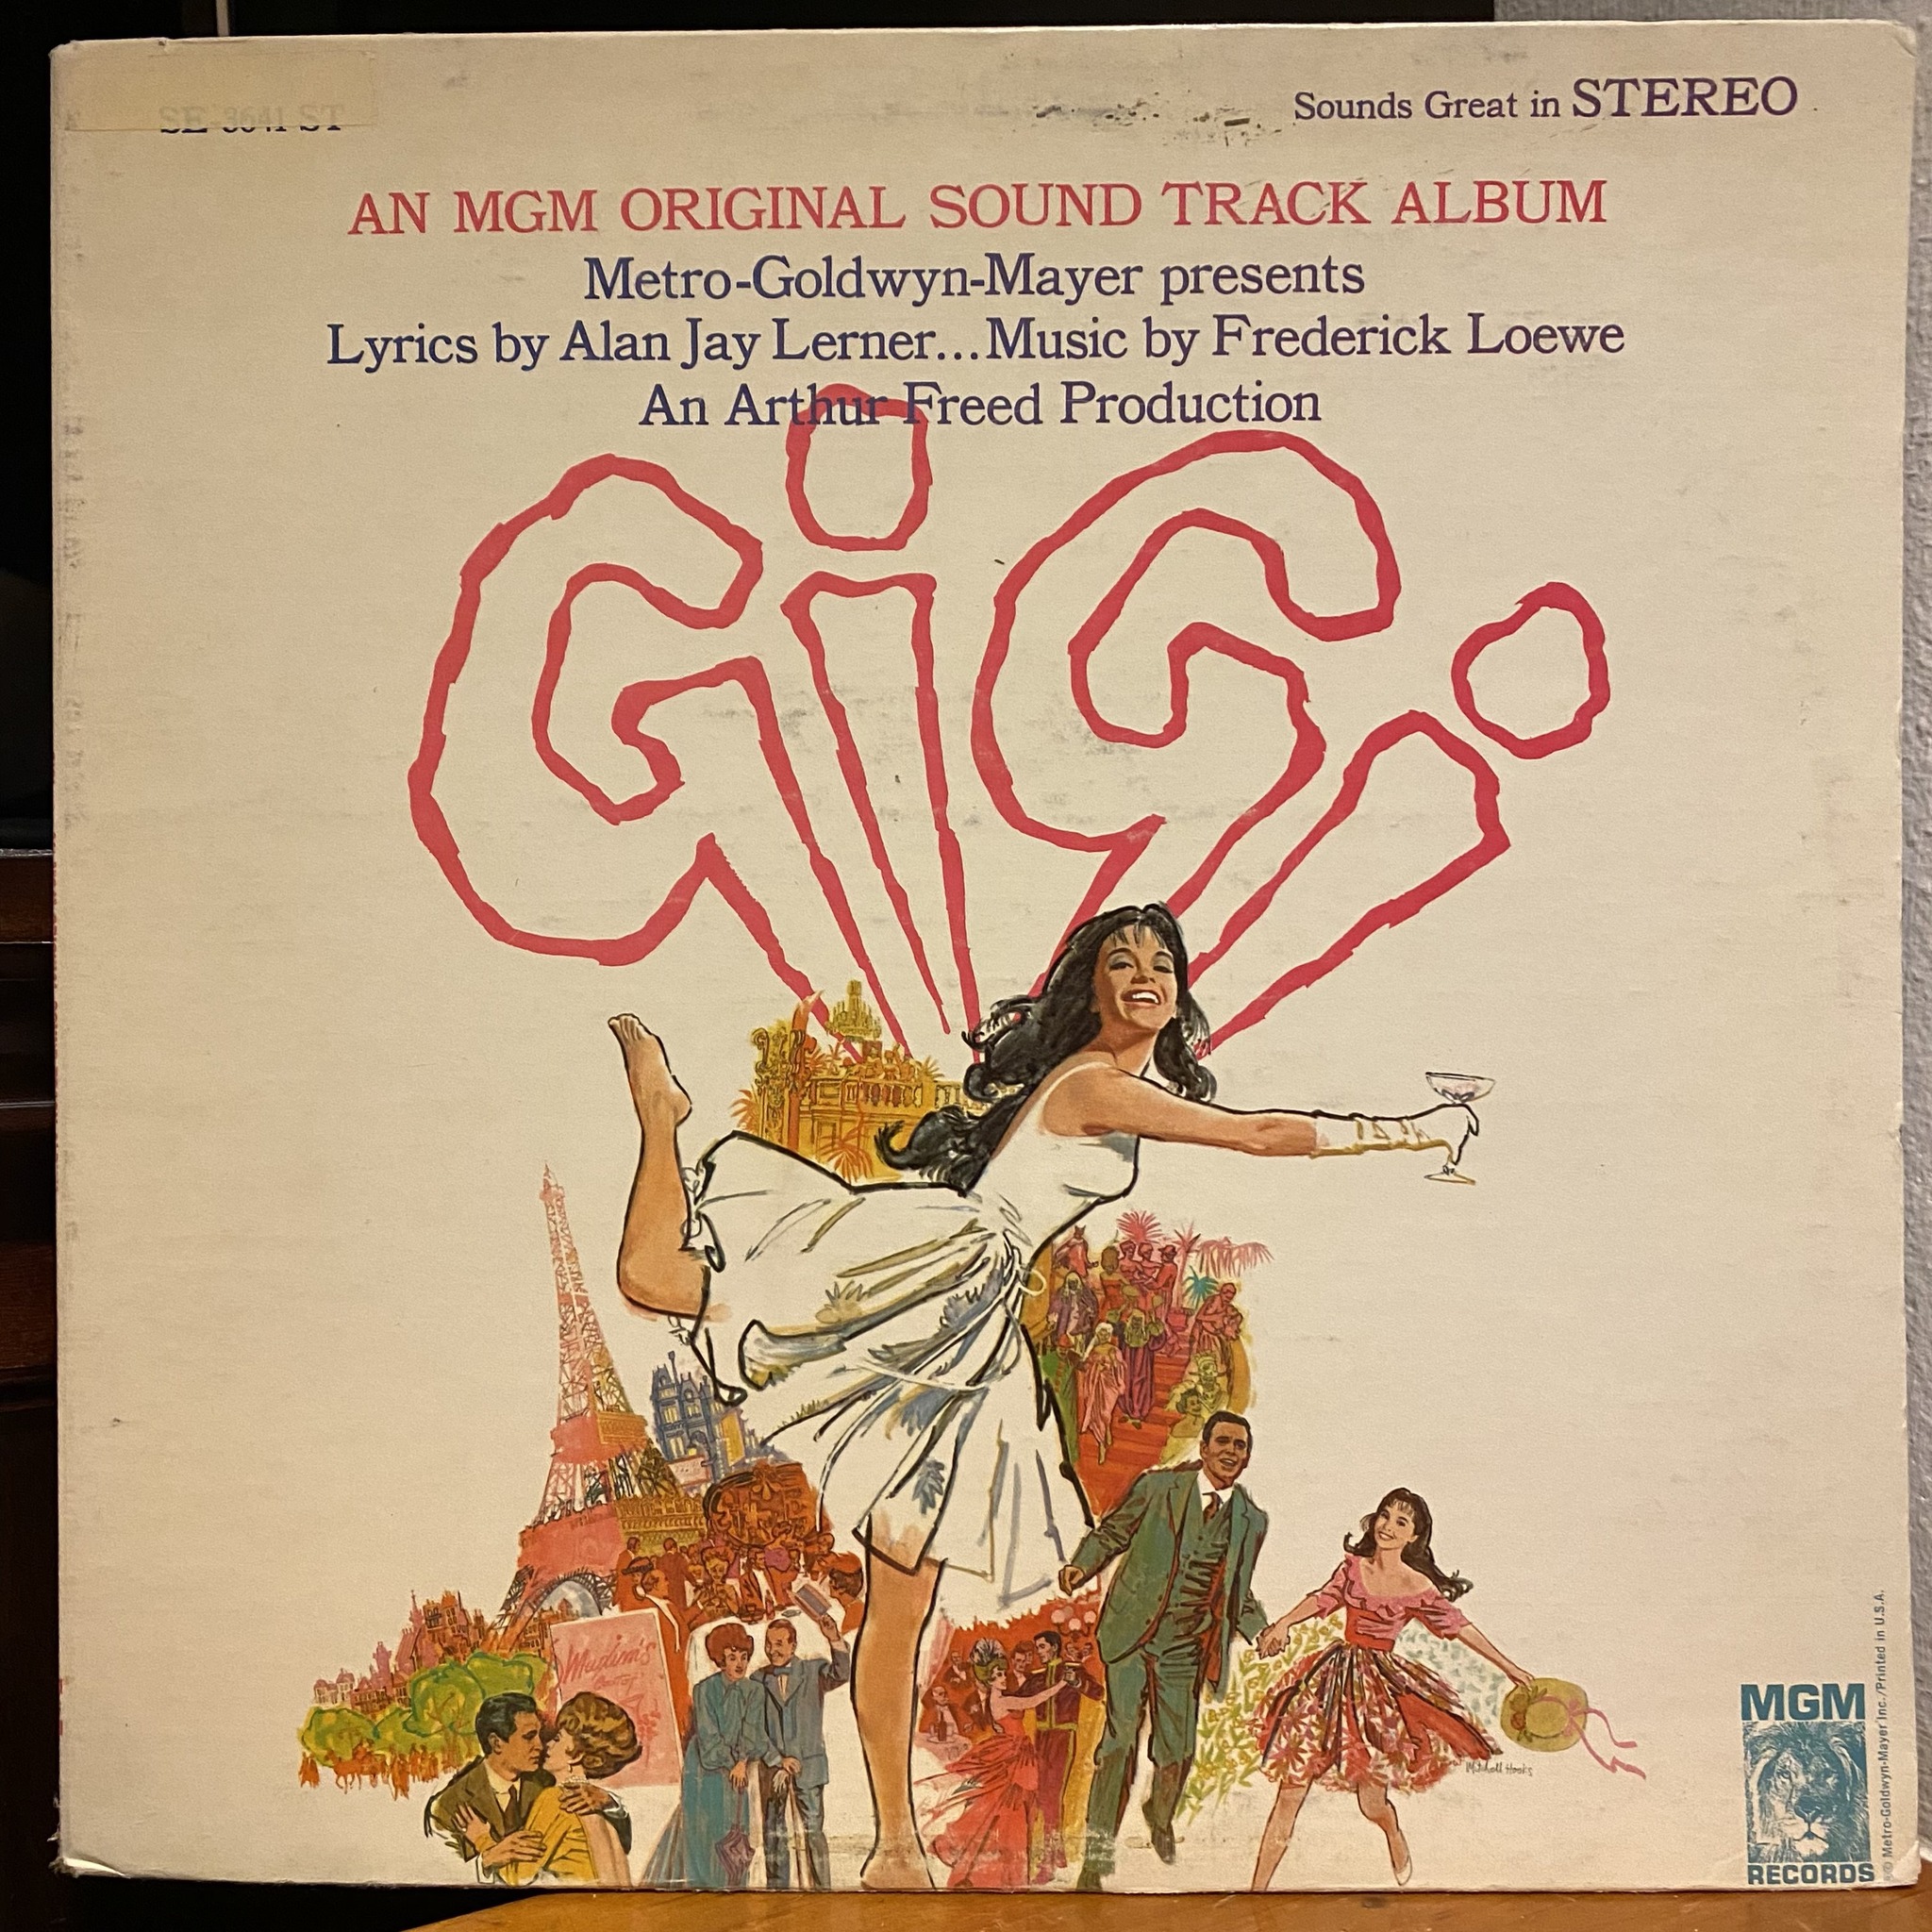 SE-3641 ST
Sounds Great in STEREO
AN MGM ORIGINAL SOUND TRACK ALBUM
Metro-Goldwyn-Mayer presents
Lyrics by Alan Jay Lerner...Music by Frederick Loewe
An Arthur Freed Production
GiGi
Maxim's
Mitchell Hooks
MGM
RECORDS
© Metro-Goldwyn-Mayer Inc./Printed in U.S.A.